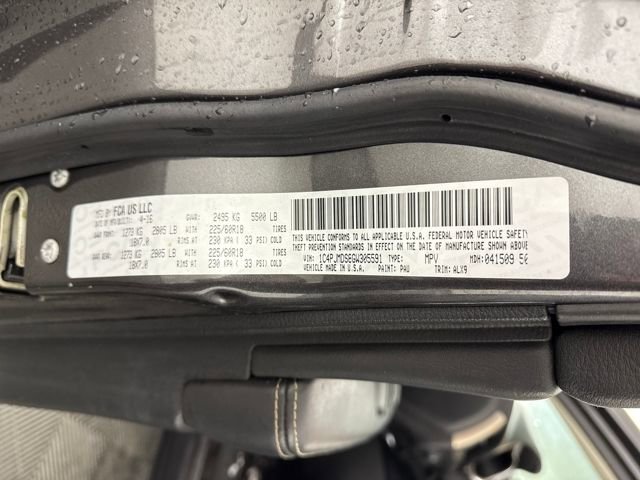 MFD BY FCA US LLC
DATE OF MFR/BUILT: 4-16 GVWR: 2495 KG 5500 LB
GAWR FRONT: 1273 KG 2805 LB WITH 225/60R18 TIRES
18X7.0 RIMS AT 230 KPA ( 33 PSI) COLD
GAWR REAR: 1273 KG 2805 LB WITH 225/60R18 TIRES
18X7.0 RIMS AT 230 KPA ( 33 PSI) COLD
THIS VEHICLE CONFORMS TO ALL APPLICABLE U.S.A. FEDERAL MOTOR VEHICLE SAFETY
THEFT PREVENTION STANDARDS IN EFFECT ON THE DATE OF MANUFACTURE SHOWN ABOVE
VIN: 1C4PJMDS6GW305591 TYPE: MPV MDH: 041509
VEHICLE MADE IN U.S.A. PAINT: PAU TRIM: ALX9